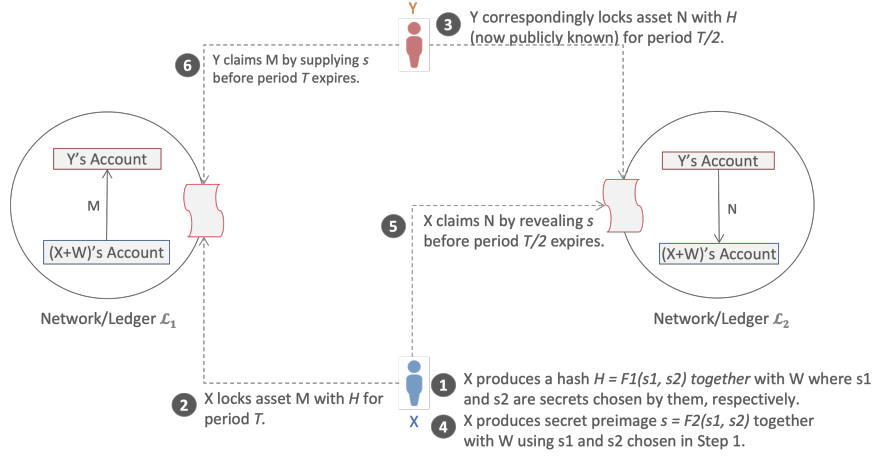 Y
3 Y correspondingly locks asset N with H
(now publicly known) for period T/2.
6 Y claims M by supplying s
before period T expires.
Y's Account
M
(X+W)'s Account
Network/Ledger ℒ1
Y's Account
N
(X+W)'s Account
Network/Ledger ℒ2
5 X claims N by revealing s
before period T/2 expires.
2 X locks asset M with H for
period T.
X
1 X produces a hash H = F1(s1, s2) together with W where s1
and s2 are secrets chosen by them, respectively.
4 X produces secret preimage s = F2(s1, s2) together
with W using s1 and s2 chosen in Step 1.